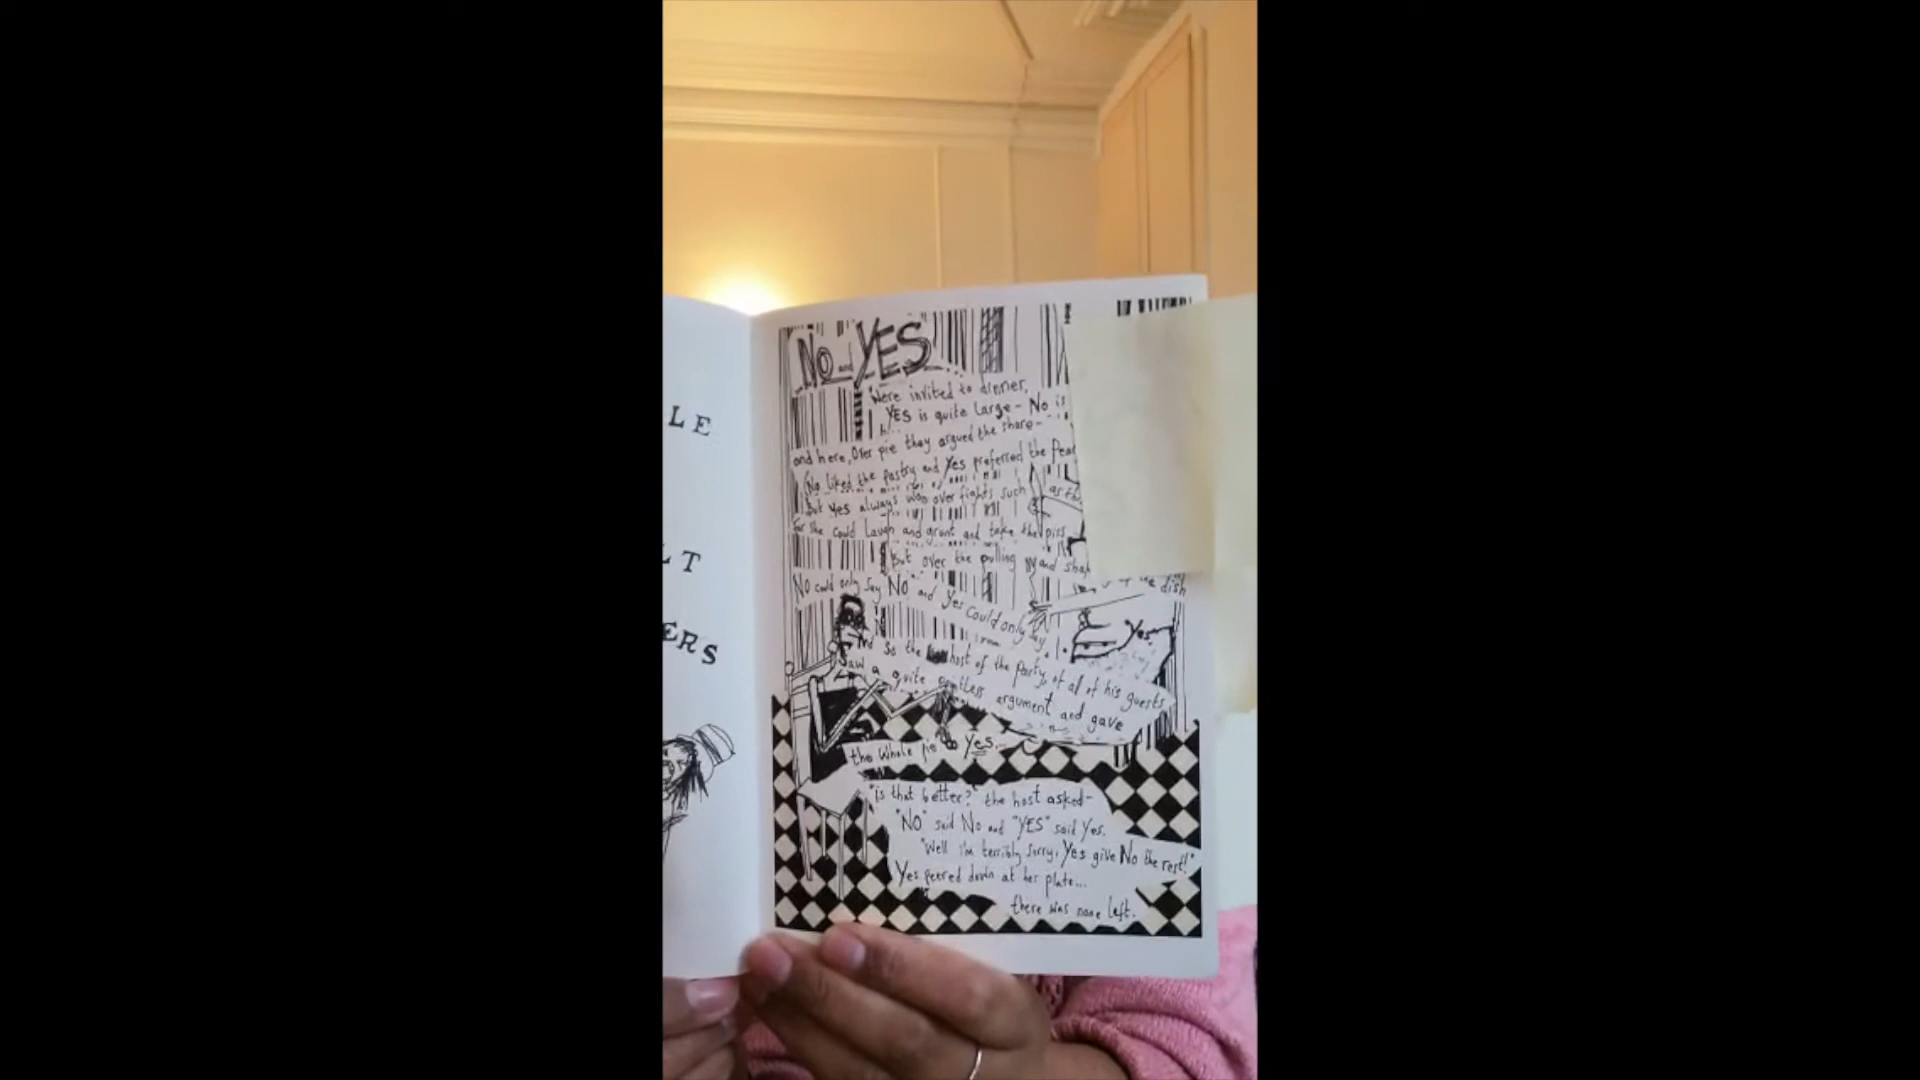 LE
LT
ERS
No and YES
Were invited to dinner,
YES is quite large - No is
and here, over pie they argued the share -
No liked the pastry and Yes preferred the Pear
But Yes always won over fights such as th
For she could Laugh and grunt and take the piss
But over the pulling and sha
the dish
No could only say NO and Yes could only say
Yes.
And so the host of the party, of all of his guests
Saw a quite argument and gave
the whole pie to Yes.
"is that better?" the host asked -
"NO" said No and "YES" said Yes.
"Well i'm terribly sorry, Yes give No the rest!"
Yes peered down at her plate...
there was none left.